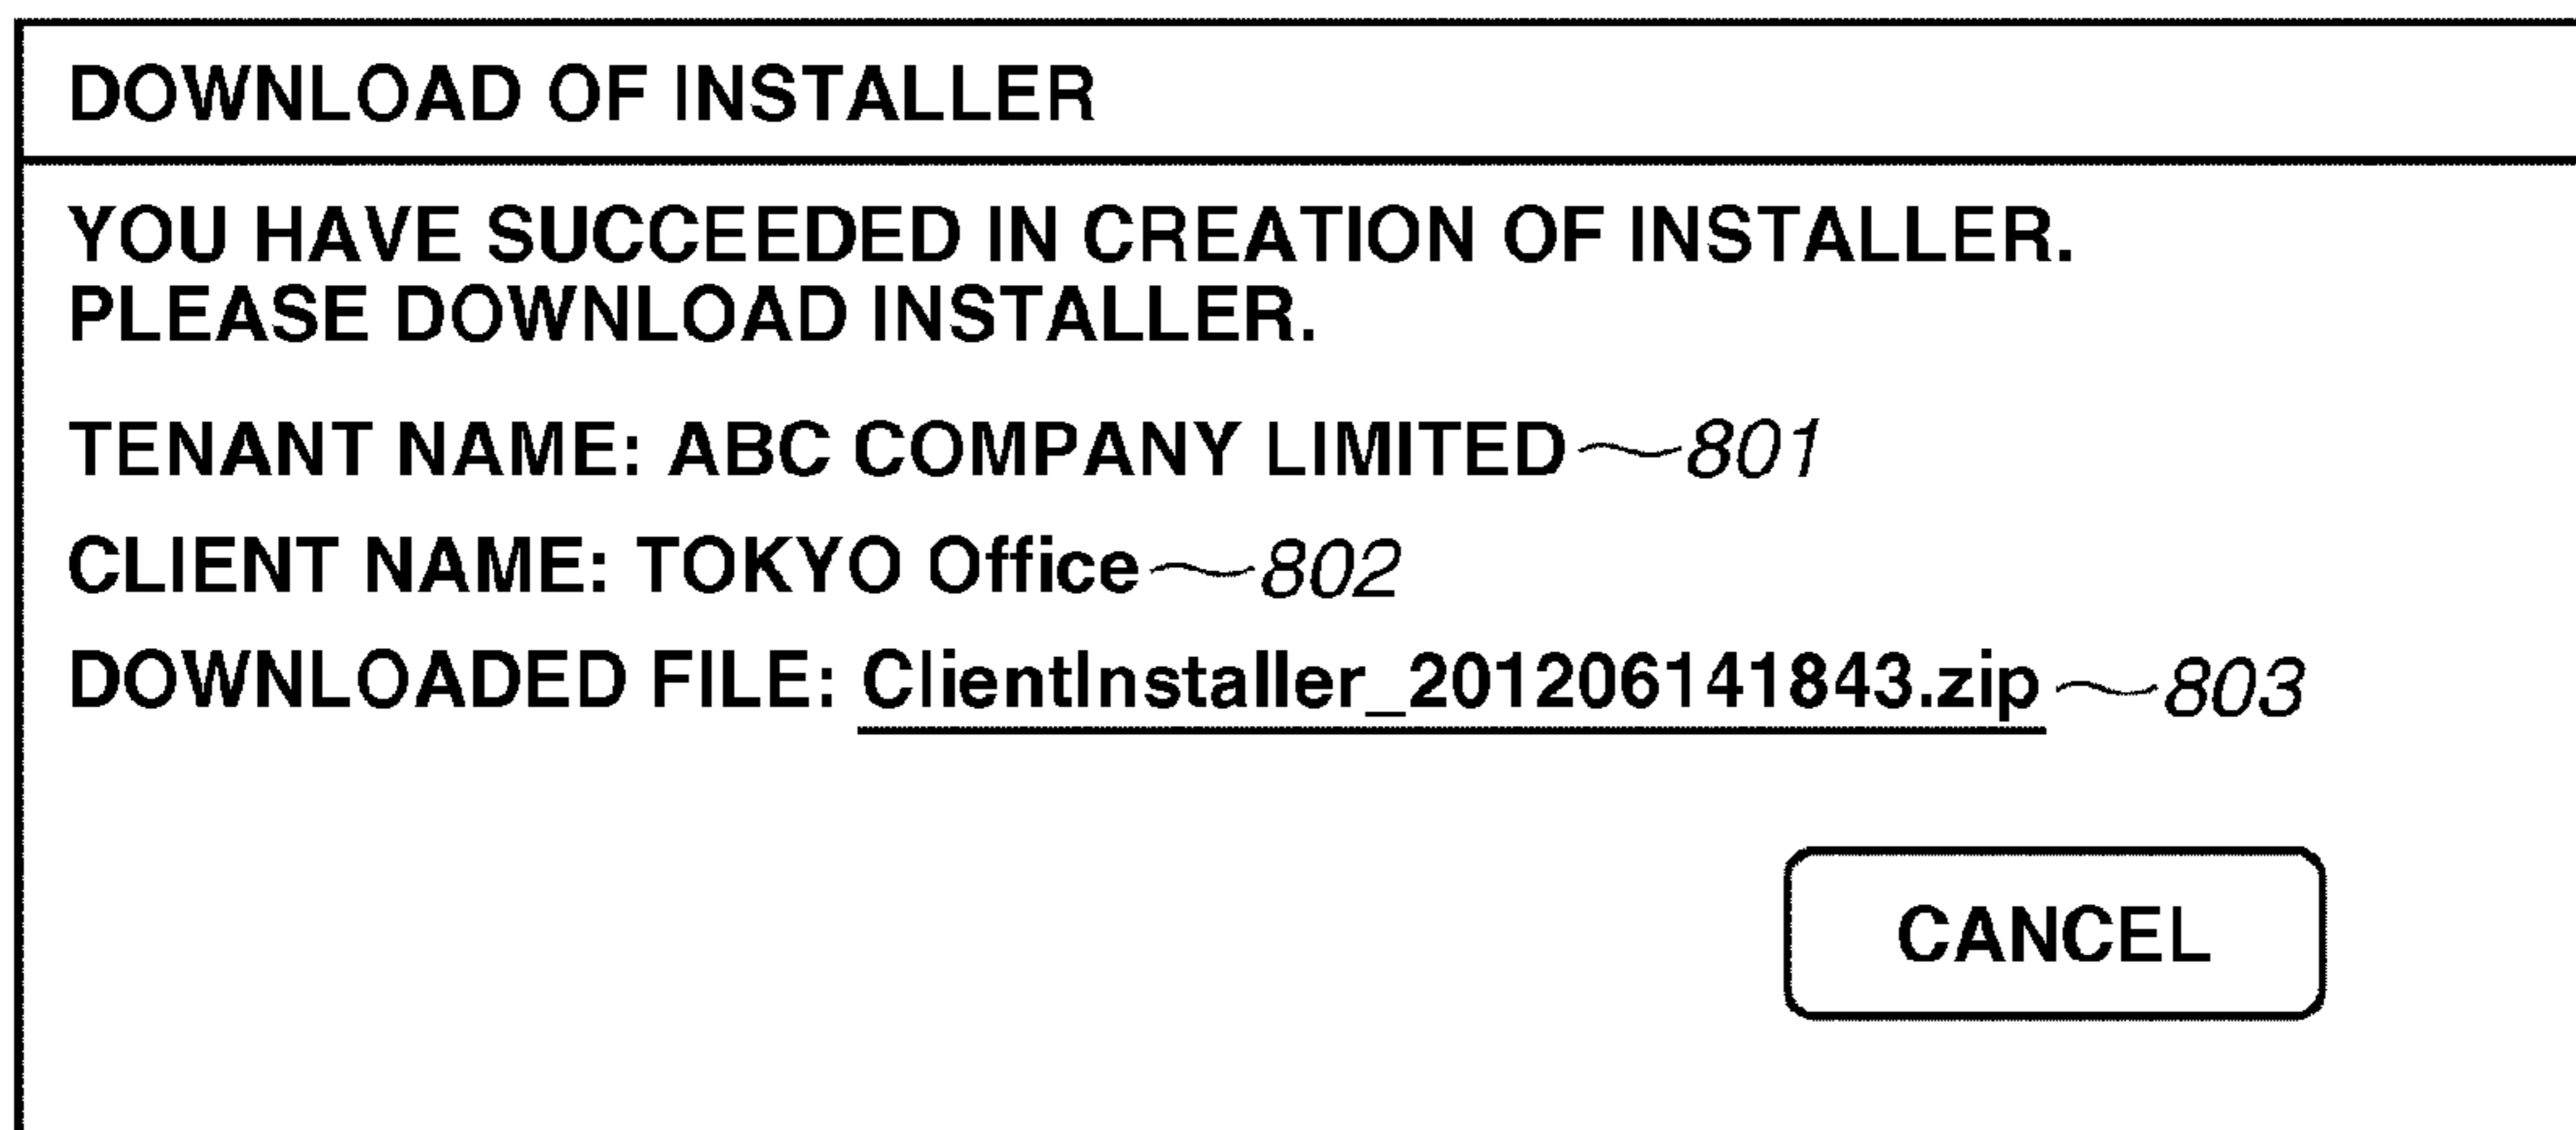 DOWNLOAD OF INSTALLER
YOU HAVE SUCCEEDED IN CREATION OF INSTALLER.
PLEASE DOWNLOAD INSTALLER.
TENANT NAME: ABC COMPANY LIMITED 801
CLIENT NAME: TOKYO Office 802
DOWNLOADED FILE: ClientInstaller_201206141843.zip 803
CANCEL